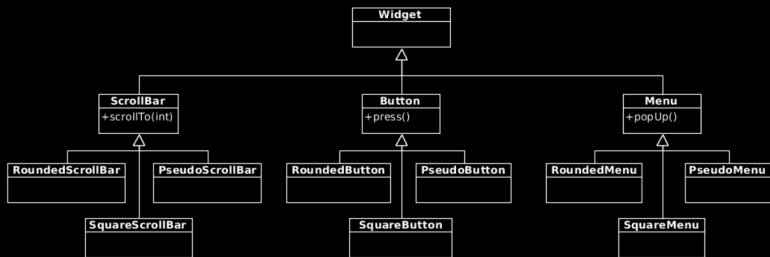 Widget
ScrollBar
+scrollTo(int)
Button
+press()
Menu
+popUp()
RoundedScrollBar
PseudoScrollBar
RoundedButton
PseudoButton
RoundedMenu
PseudoMenu
SquareScrollBar
SquareButton
SquareMenu